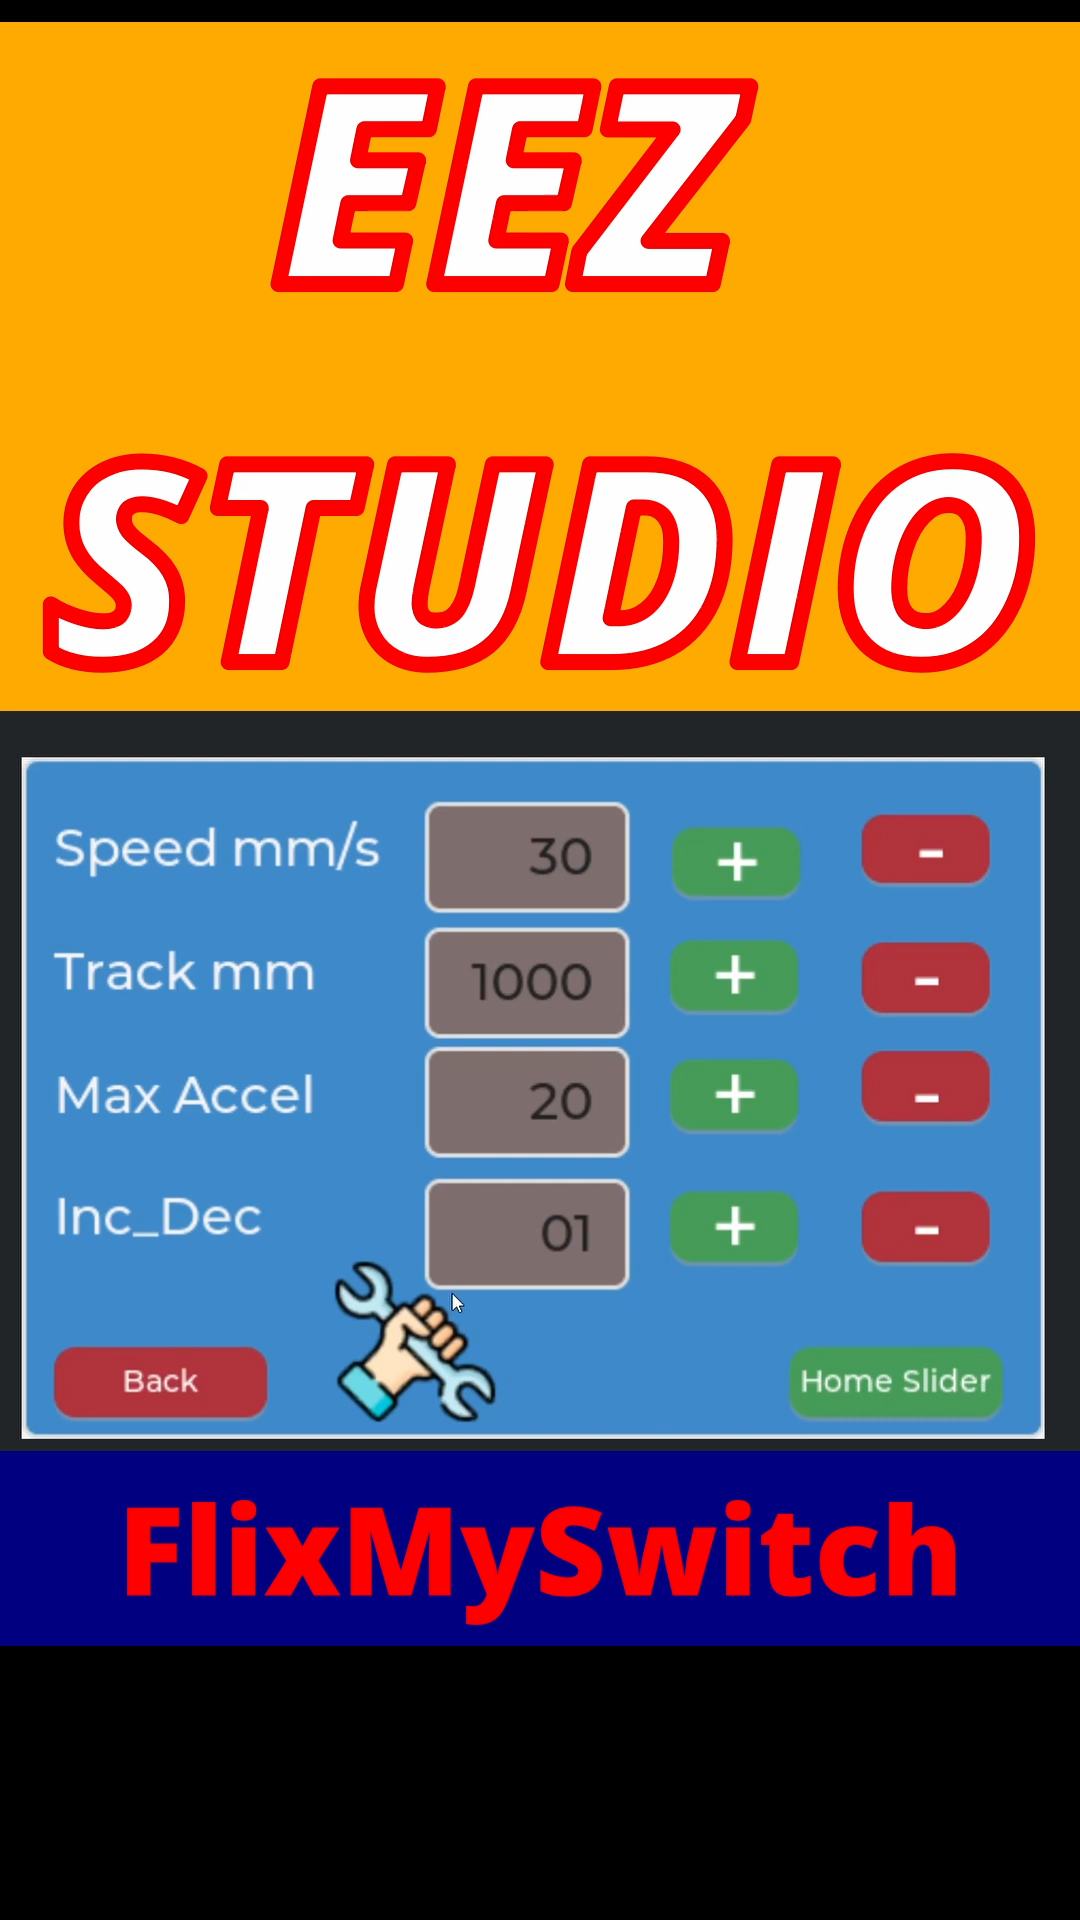 EEZ
STUDIO
Speed mm/s 30 + -
Track mm 1000 + -
Max Accel 20 + -
Inc_Dec 01 + -
Back Home Slider
FlixMySwitch